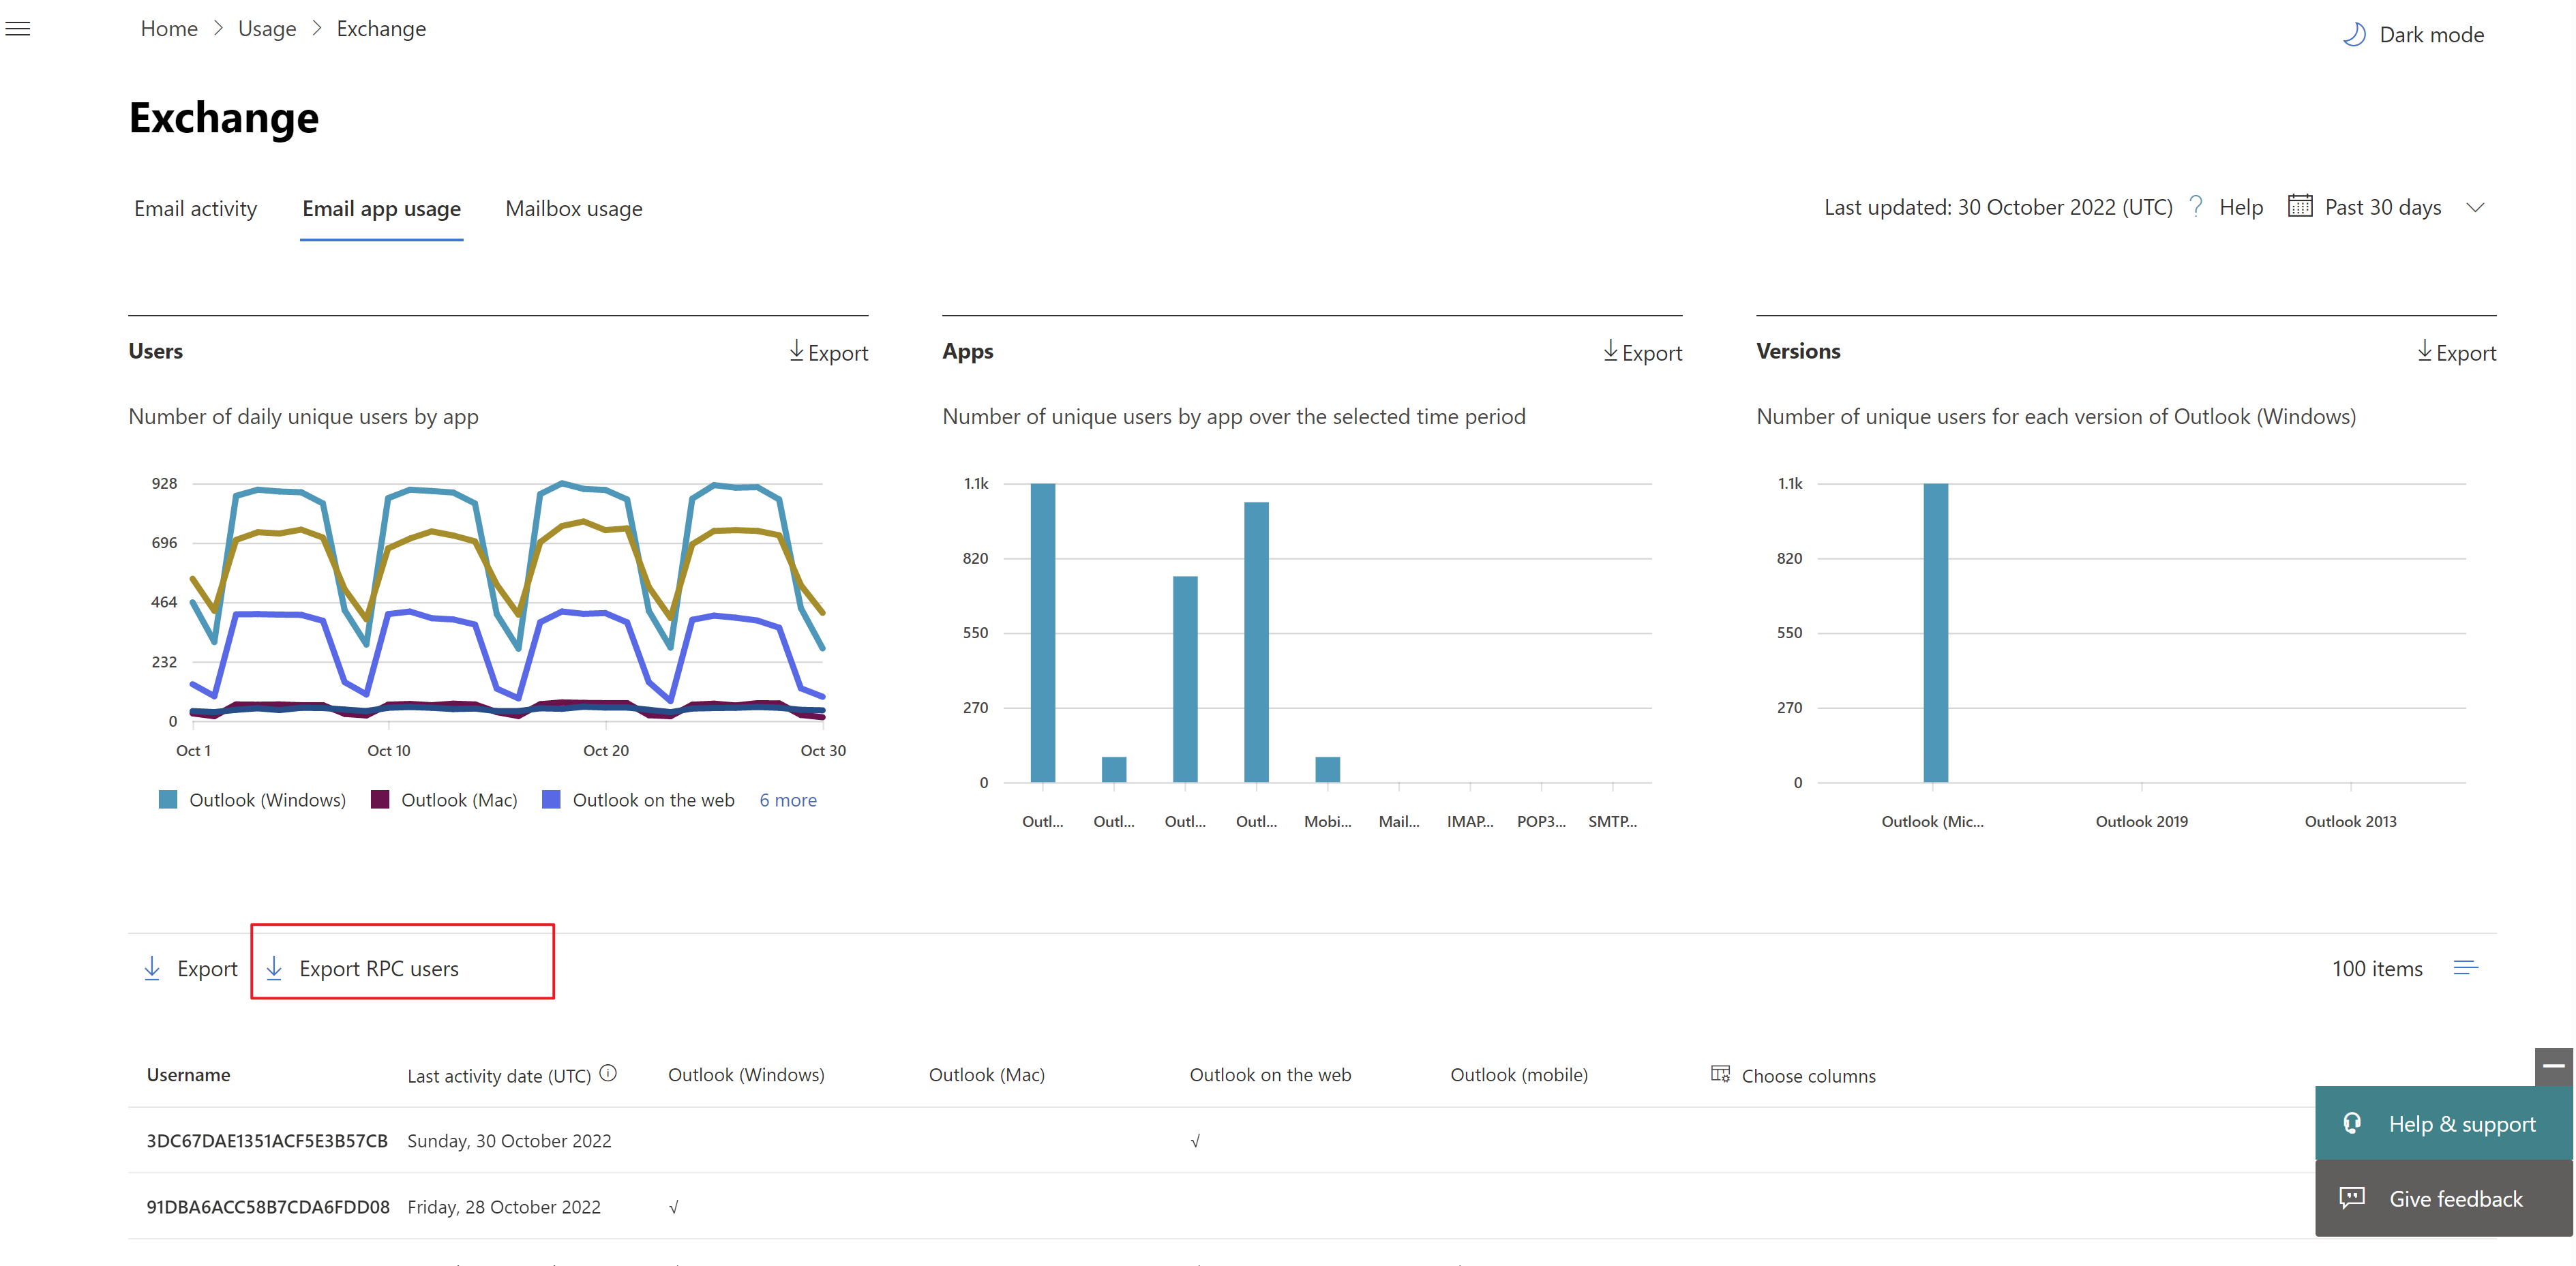 Home > Usage > Exchange
Dark mode
Exchange
Email activity Email app usage Mailbox usage
Last updated: 30 October 2022 (UTC) ? Help Past 30 days
Users Export
Number of daily unique users by app
928
696
464
232
0
Oct 1 Oct 10 Oct 20 Oct 30
Outlook (Windows) Outlook (Mac) Outlook on the web 6 more
Apps Export
Number of unique users by app over the selected time period
1.1k
820
550
270
0
Outl... Outl... Outl... Outl... Mobi... Mail... IMAP... POP3... SMTP...
Versions Export
Number of unique users for each version of Outlook (Windows)
1.1k
820
550
270
0
Outlook (Mic... Outlook 2019 Outlook 2013
Export Export RPC users 100 items
Username Last activity date (UTC) Outlook (Windows) Outlook (Mac) Outlook on the web Outlook (mobile) Choose columns
3DC67DAE1351ACF5E3B57CB Sunday, 30 October 2022 √
91DBA6ACC58B7CDA6FDD08 Friday, 28 October 2022 √
Help & support
Give feedback